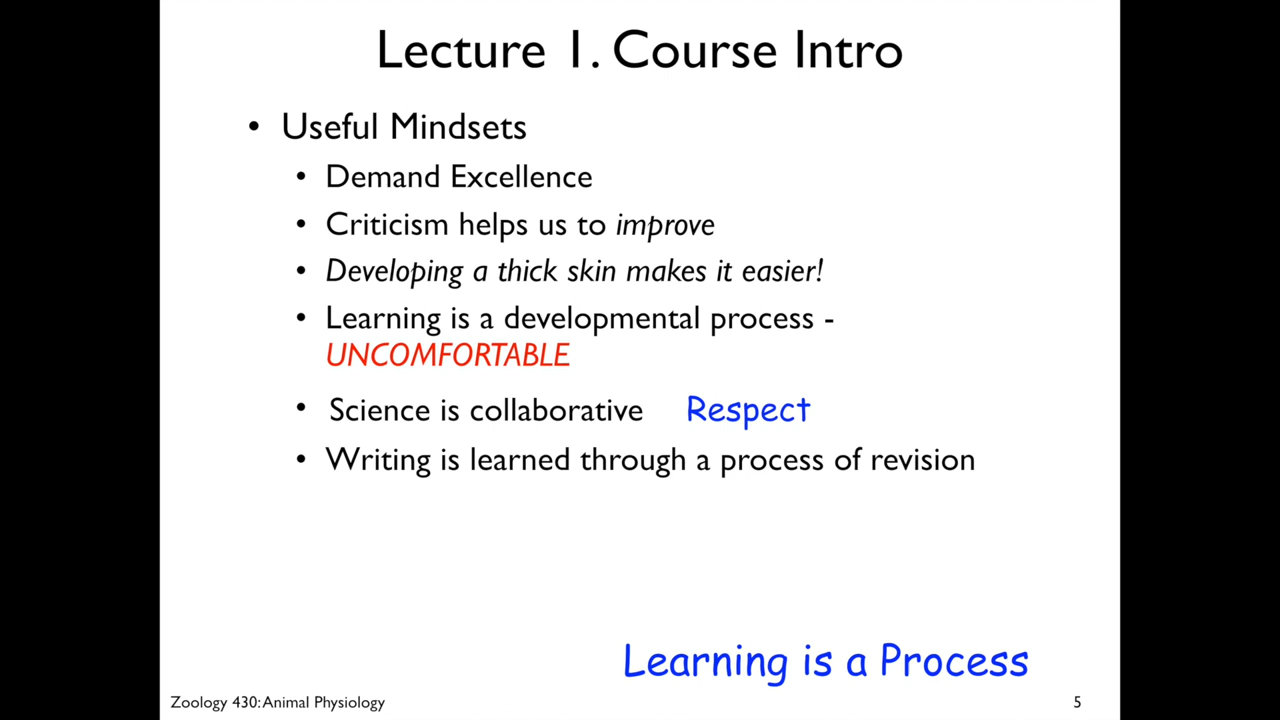 Lecture 1. Course Intro
• Useful Mindsets
• Demand Excellence
• Criticism helps us to improve
• Developing a thick skin makes it easier!
• Learning is a developmental process -
UNCOMFORTABLE
• Science is collaborative Respect
• Writing is learned through a process of revision
Learning is a Process
Zoology 430: Animal Physiology 5